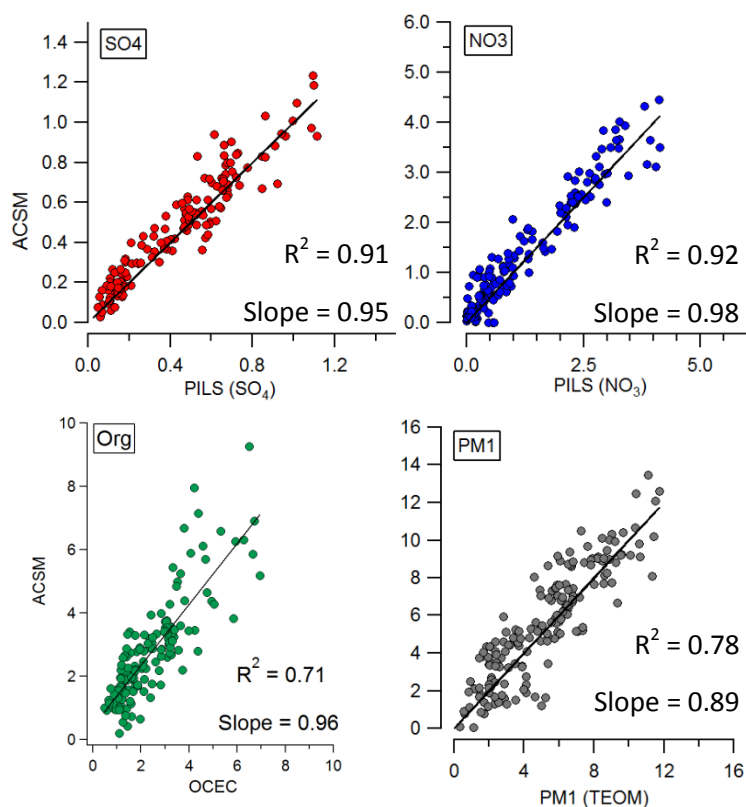 SO4
1.4
1.2
1.0
0.8
0.6
0.4
0.2
0.0
ACSM
R² = 0.91
Slope = 0.95
0.0 0.4 0.8 1.2
PILS (SO₄)
NO3
6.0
5.0
4.0
3.0
2.0
1.0
0.0
R² = 0.92
Slope = 0.98
0.0 2.5 5.0
PILS (NO₃)
Org
10
8
6
4
2
0
ACSM
R² = 0.71
Slope = 0.96
0 2 4 6 8 10
OCEC
PM1
16
14
12
10
8
6
4
2
0
R² = 0.78
Slope = 0.89
0 4 8 12 16
PM1 (TEOM)